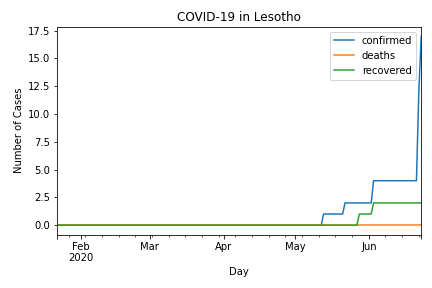 COVID-19 in Lesotho
17.5
15.0
12.5
10.0
7.5
5.0
2.5
0.0
Number of Cases
confirmed
deaths
recovered
Feb Mar Apr May Jun
2020
Day